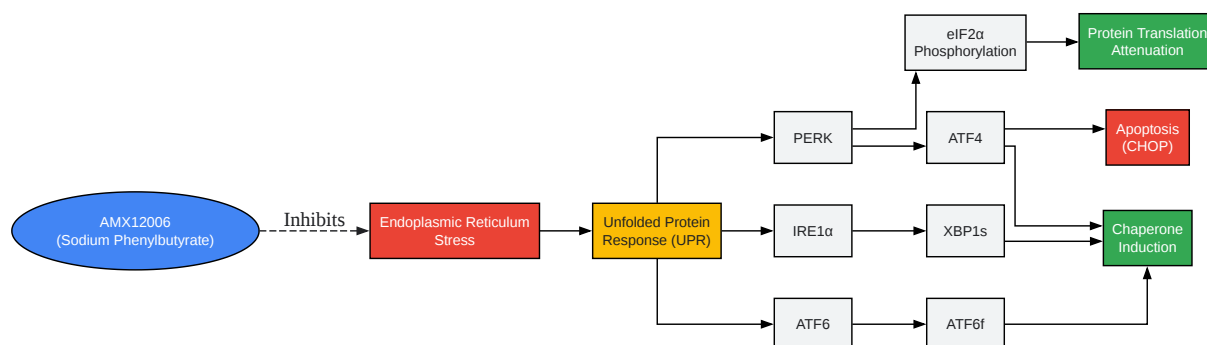 eIF2α
Phosphorylation
Protein Translation
Attenuation
PERK
ATF4
Apoptosis
(CHOP)
AMX12006
(Sodium Phenylbutyrate)
Inhibits
Endoplasmic Reticulum
Stress
Unfolded Protein
Response (UPR)
IRE1α
XBP1s
Chaperone
Induction
ATF6
ATF6f